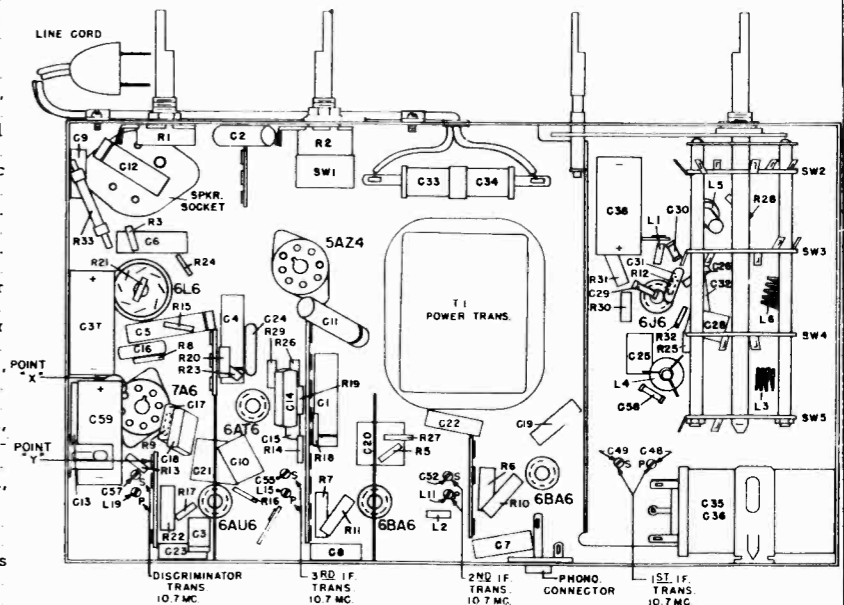 LINE CORD
C9
R1
C2
R2
SW1
C12
SPKR.
SOCKET
C33
C34
SW2
L5
R28
C38
L1
C30
R33
R3
C6
R24
5AZ4
SW3
R21
6L6
C31
R12
C26
C32
R31
C29
R30
6J6
L6
C37
R15
C5
C4
C24
R29
R26
C11
T1
POWER TRANS.
C28
R32
R25
SW4
C16
R8
R20
R23
C25
POINT
"X"
L4
C58
L3
7A6
C17
C59
R19
C14
C1
6AT6
C22
C19
SW5
POINT
"Y"
R9
C18
R13
C21
C10
C15
R14
R18
C20
R27
R5
C13
C57
L19
S
P
R17
C55
L15
R16
S
P
R7
C52
L11
S
P
R6
R10
6BA6
C49
S
P
C48
C35
C36
6AU6
R22
C3
C23
R11
6BA6
L2
C8
C7
DISCRIMINATOR
TRANS.
10.7 MC.
3RD I.F.
TRANS.
10.7 MC.
2ND I.F.
TRANS.
10.7 MC.
PHONO.
CONNECTOR
1ST I.F.
TRANS.
10.7 MC.